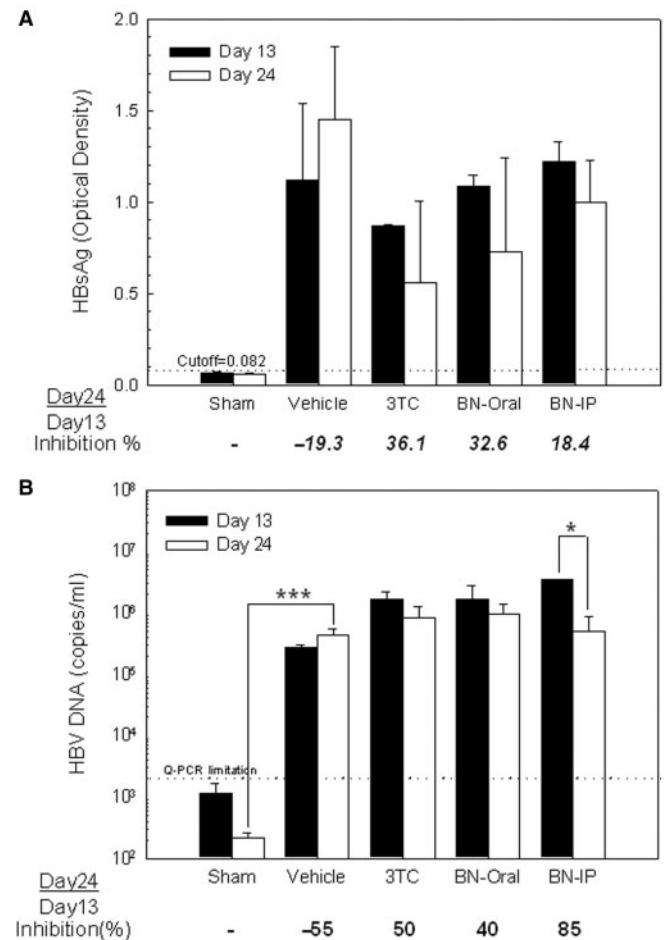 A
2.0
1.5
1.0
0.5
0.0
HBsAg (Optical Density)
Day 13
Day 24
Cutoff=0.082
Sham Vehicle 3TC BN-Oral BN-IP
Day24
Day13
Inhibition % - –19.3 36.1 32.6 18.4
B
10⁸
10⁷
10⁶
10⁵
10⁴
10³
10²
HBV DNA (copies/ml)
Day 13
Day 24
***
*
Q-PCR limitation
Sham Vehicle 3TC BN-Oral BN-IP
Day24
Day13
Inhibition(%) - –55 50 40 85